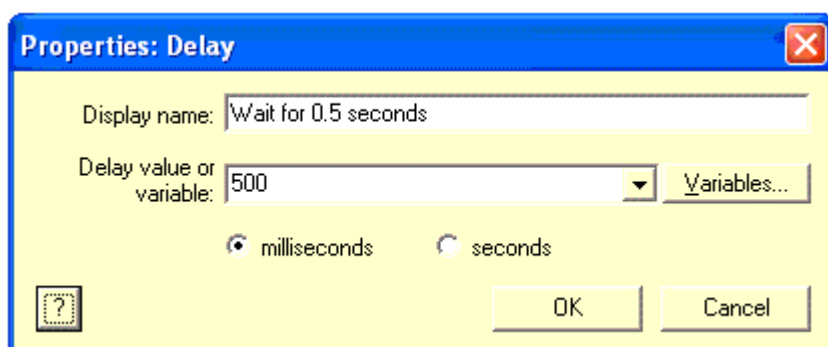 Properties: Delay
Display name: Wait for 0.5 seconds
Delay value or
variable: 500 Variables...
milliseconds seconds
? OK Cancel